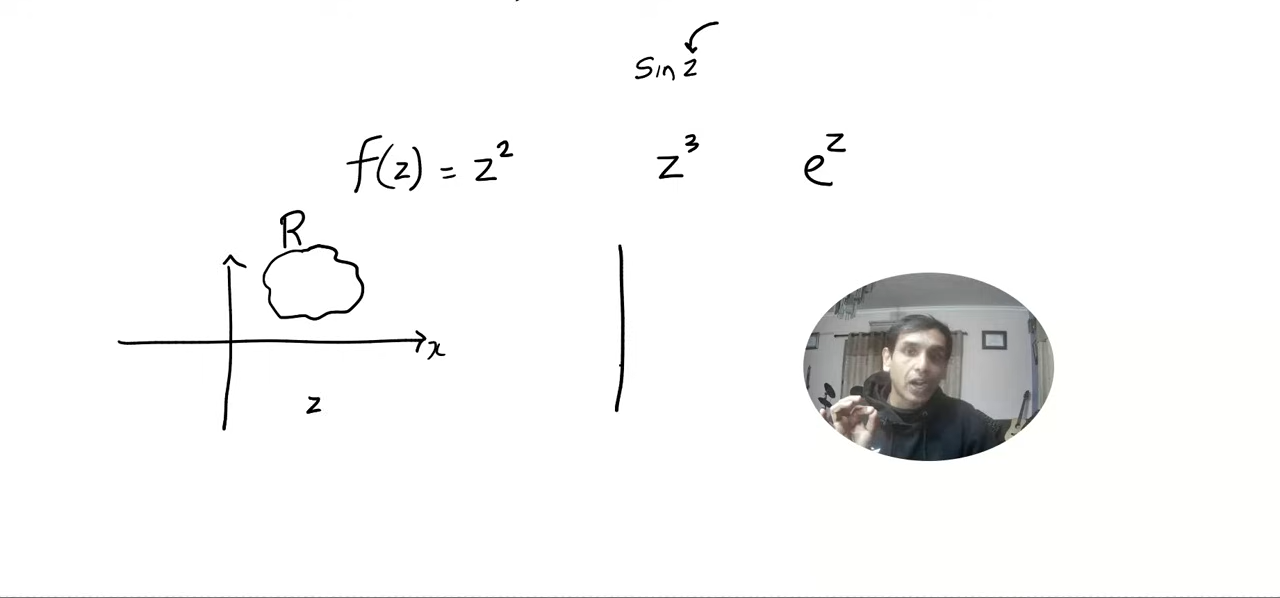 sin z
f(z) = z² z³ e^z
R
x
z